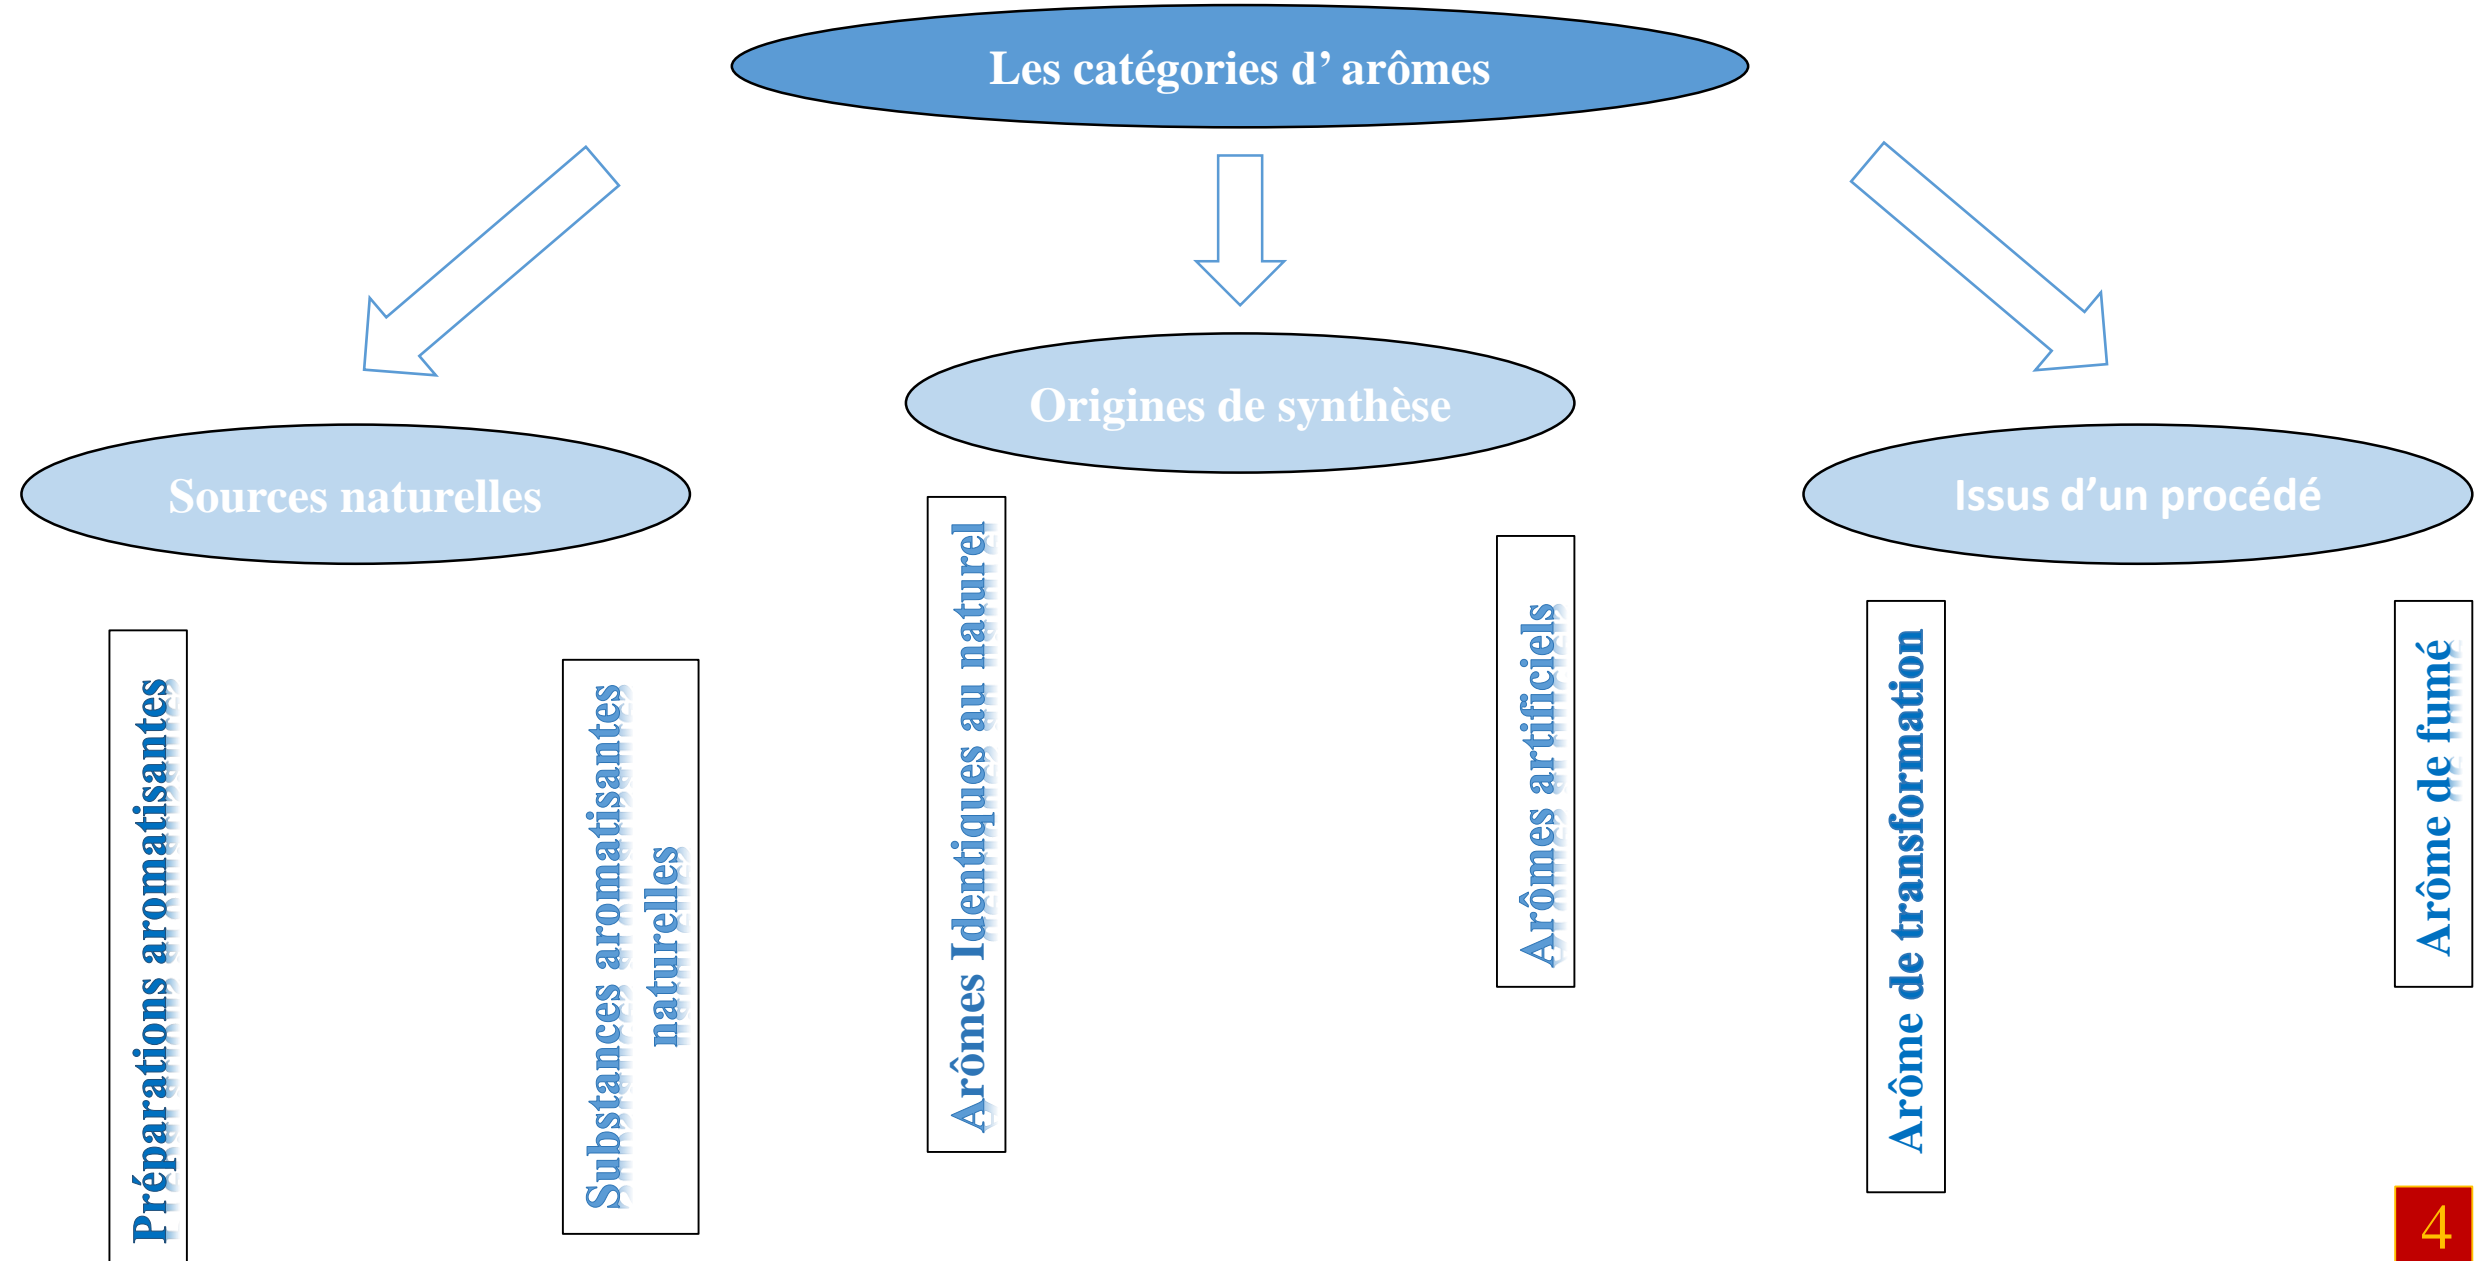 Les catégories d’ arômes
Origines de synthèse
Sources naturelles
Issus d’un procédé
Préparations aromatisantes
Substances aromatisantes
naturelles
Arômes Identiques au naturel
Arômes artificiels
Arôme de transformation
Arôme de fumé
4